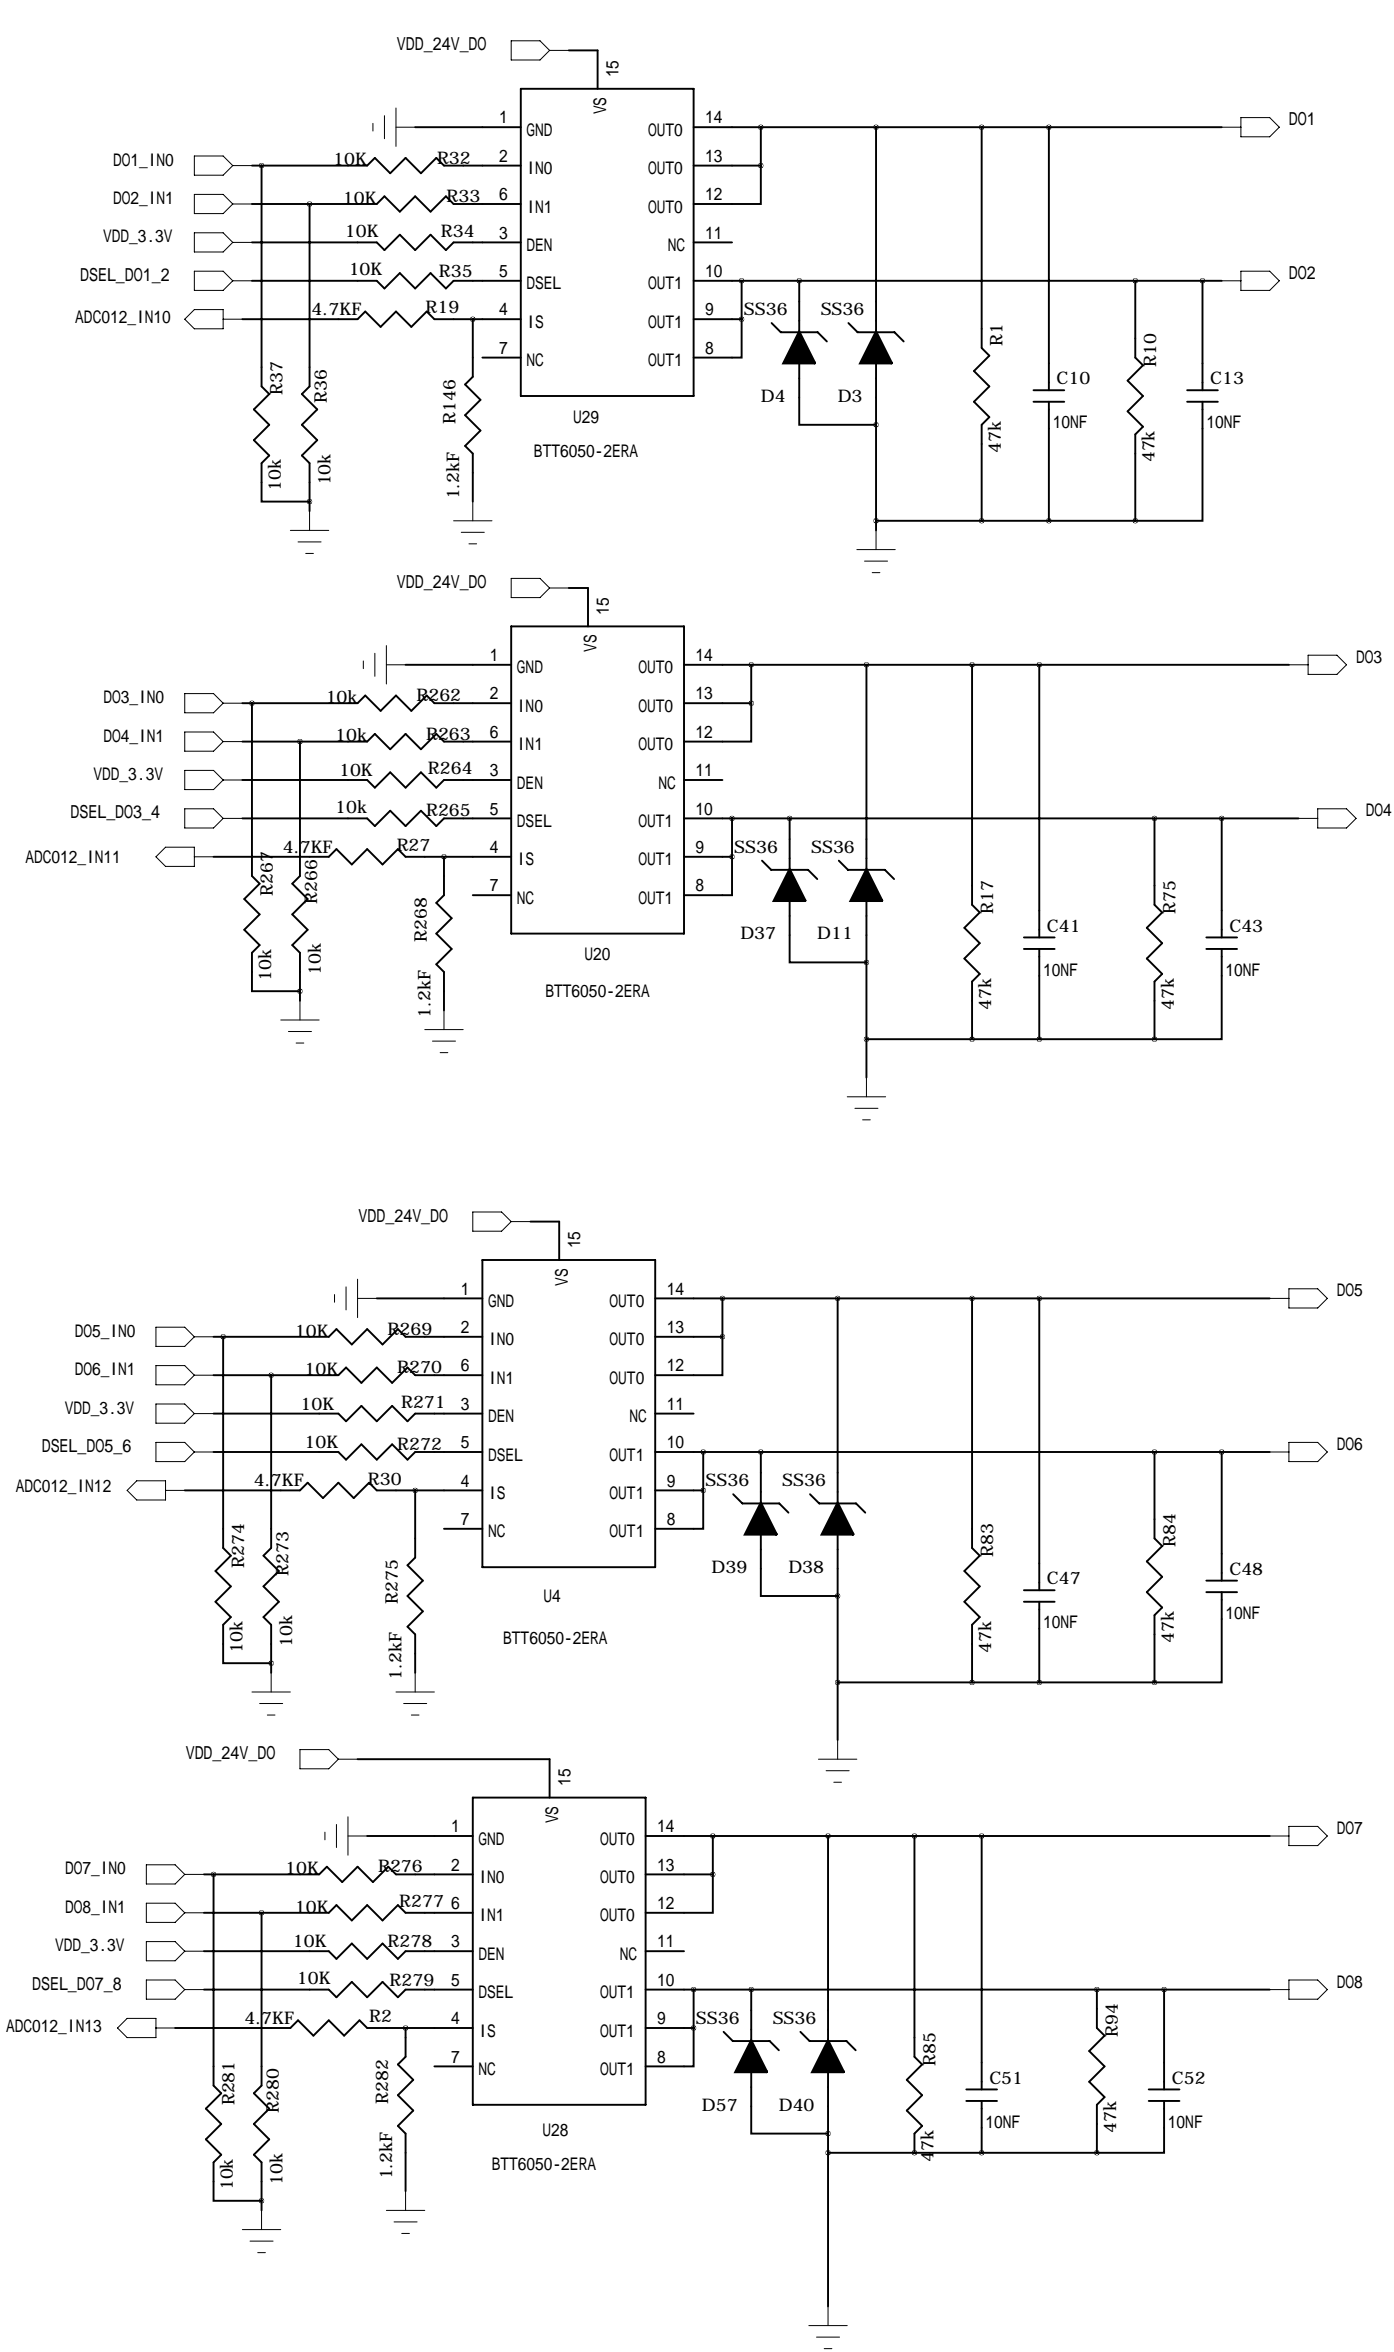 VDD_24V_DO
15
VS
1 GND OUT0 14 DO1
DO1_IN0 10K R32 2 IN0 OUT0 13
DO2_IN1 10K R33 6 IN1 OUT0 12
VDD_3.3V 10K R34 3 DEN NC 11
DSEL_DO1_2 10K R35 5 DSEL OUT1 10 DO2
ADC012_IN10 4.7KF R19 4 IS OUT1 9 SS36 SS36
7 NC OUT1 8
R37 R36 R146 D4 D3 R1 C10 R10 C13
10k 10k 1.2kF 47k 10NF 47k 10NF
U29
BTT6050-2ERA
VDD_24V_DO
15
VS
1 GND OUT0 14 DO3
DO3_IN0 10k R262 2 IN0 OUT0 13
DO4_IN1 10k R263 6 IN1 OUT0 12
VDD_3.3V 10K R264 3 DEN NC 11
DSEL_DO3_4 10k R265 5 DSEL OUT1 10 DO4
ADC012_IN11 4.7KF R27 4 IS OUT1 9 SS36 SS36
7 NC OUT1 8
R267 R266 R268 D37 D11 R17 C41 R75 C43
10k 10k 1.2kF 47k 10NF 47k 10NF
U20
BTT6050-2ERA
VDD_24V_DO
15
VS
1 GND OUT0 14 DO5
DO5_IN0 10K R269 2 IN0 OUT0 13
DO6_IN1 10K R270 6 IN1 OUT0 12
VDD_3.3V 10K R271 3 DEN NC 11
DSEL_DO5_6 10K R272 5 DSEL OUT1 10 DO6
ADC012_IN12 4.7KF R30 4 IS OUT1 9 SS36 SS36
7 NC OUT1 8
R274 R273 R275 D39 D38 R83 C47 R84 C48
10k 10k 1.2kF 47k 10NF 47k 10NF
U4
BTT6050-2ERA
VDD_24V_DO
15
VS
1 GND OUT0 14 DO7
DO7_IN0 10K R276 2 IN0 OUT0 13
DO8_IN1 10K R277 6 IN1 OUT0 12
VDD_3.3V 10K R278 3 DEN NC 11
DSEL_DO7_8 10K R279 5 DSEL OUT1 10 DO8
ADC012_IN13 4.7KF R2 4 IS OUT1 9 SS36 SS36
7 NC OUT1 8
R281 R280 R282 D57 D40 R85 C51 R94 C52
10k 10k 1.2kF 47k 10NF 47k 10NF
U28
BTT6050-2ERA